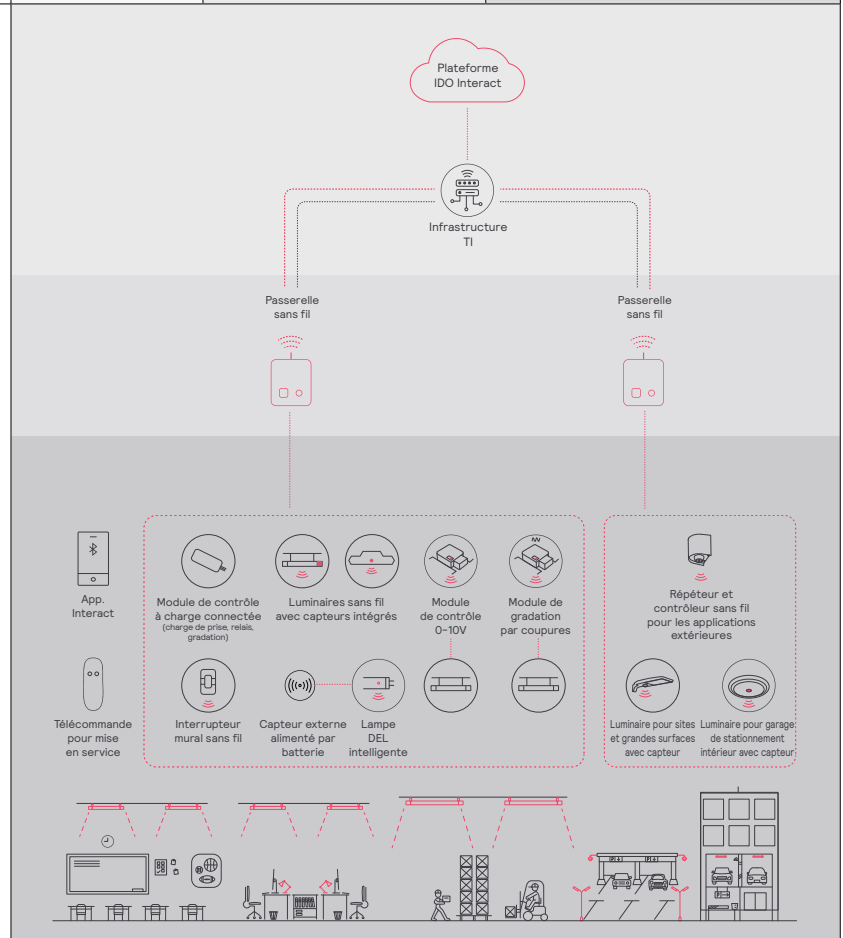 Plateforme
IDO Interact
Infrastructure
TI
Passerelle
sans fil
Passerelle
sans fil
App.
Interact
Module de contrôle
à charge connectée
(charge de prise, relais,
gradation)
Luminaires sans fil
avec capteurs intégrés
Module
de contrôle
0-10V
Module de
gradation
par coupures
Répéteur et
contrôleur sans fil
pour les applications
extérieures
Télécommande
pour mise
en service
Interrupteur
mural sans fil
Capteur externe
alimenté par
batterie
Lampe
DEL
intelligente
Luminaire pour sites
et grandes surfaces
avec capteur
Luminaire pour garage
de stationnement
intérieur avec capteur
P
P